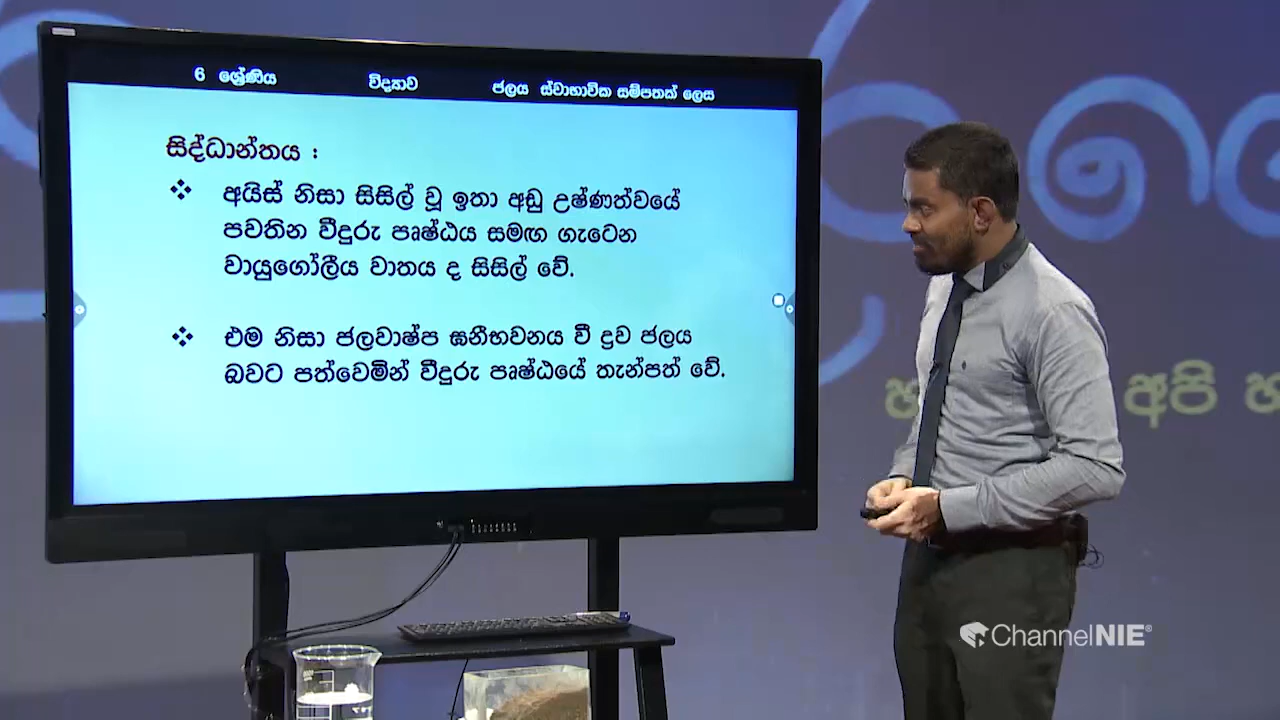 6 ශ්‍රේණිය විද්‍යාව ජලය ස්වාභාවික සම්පතක් ලෙස
සිද්ධාන්තය :
අයිස් නිසා සිසිල් වූ ඉතා අඩු උෂ්ණත්වයේ
පවතින වීදුරු පෘෂ්ඨය සමඟ ගැටෙන
වායුගෝලීය වාතය ද සිසිල් වේ.
එම නිසා ජලවාෂ්ප ඝනීභවනය වී ද්‍රව ජලය
බවට පත්වෙමින් වීදුරු පෘෂ්ඨයේ තැන්පත් වේ.
අපි
ChannelNIE